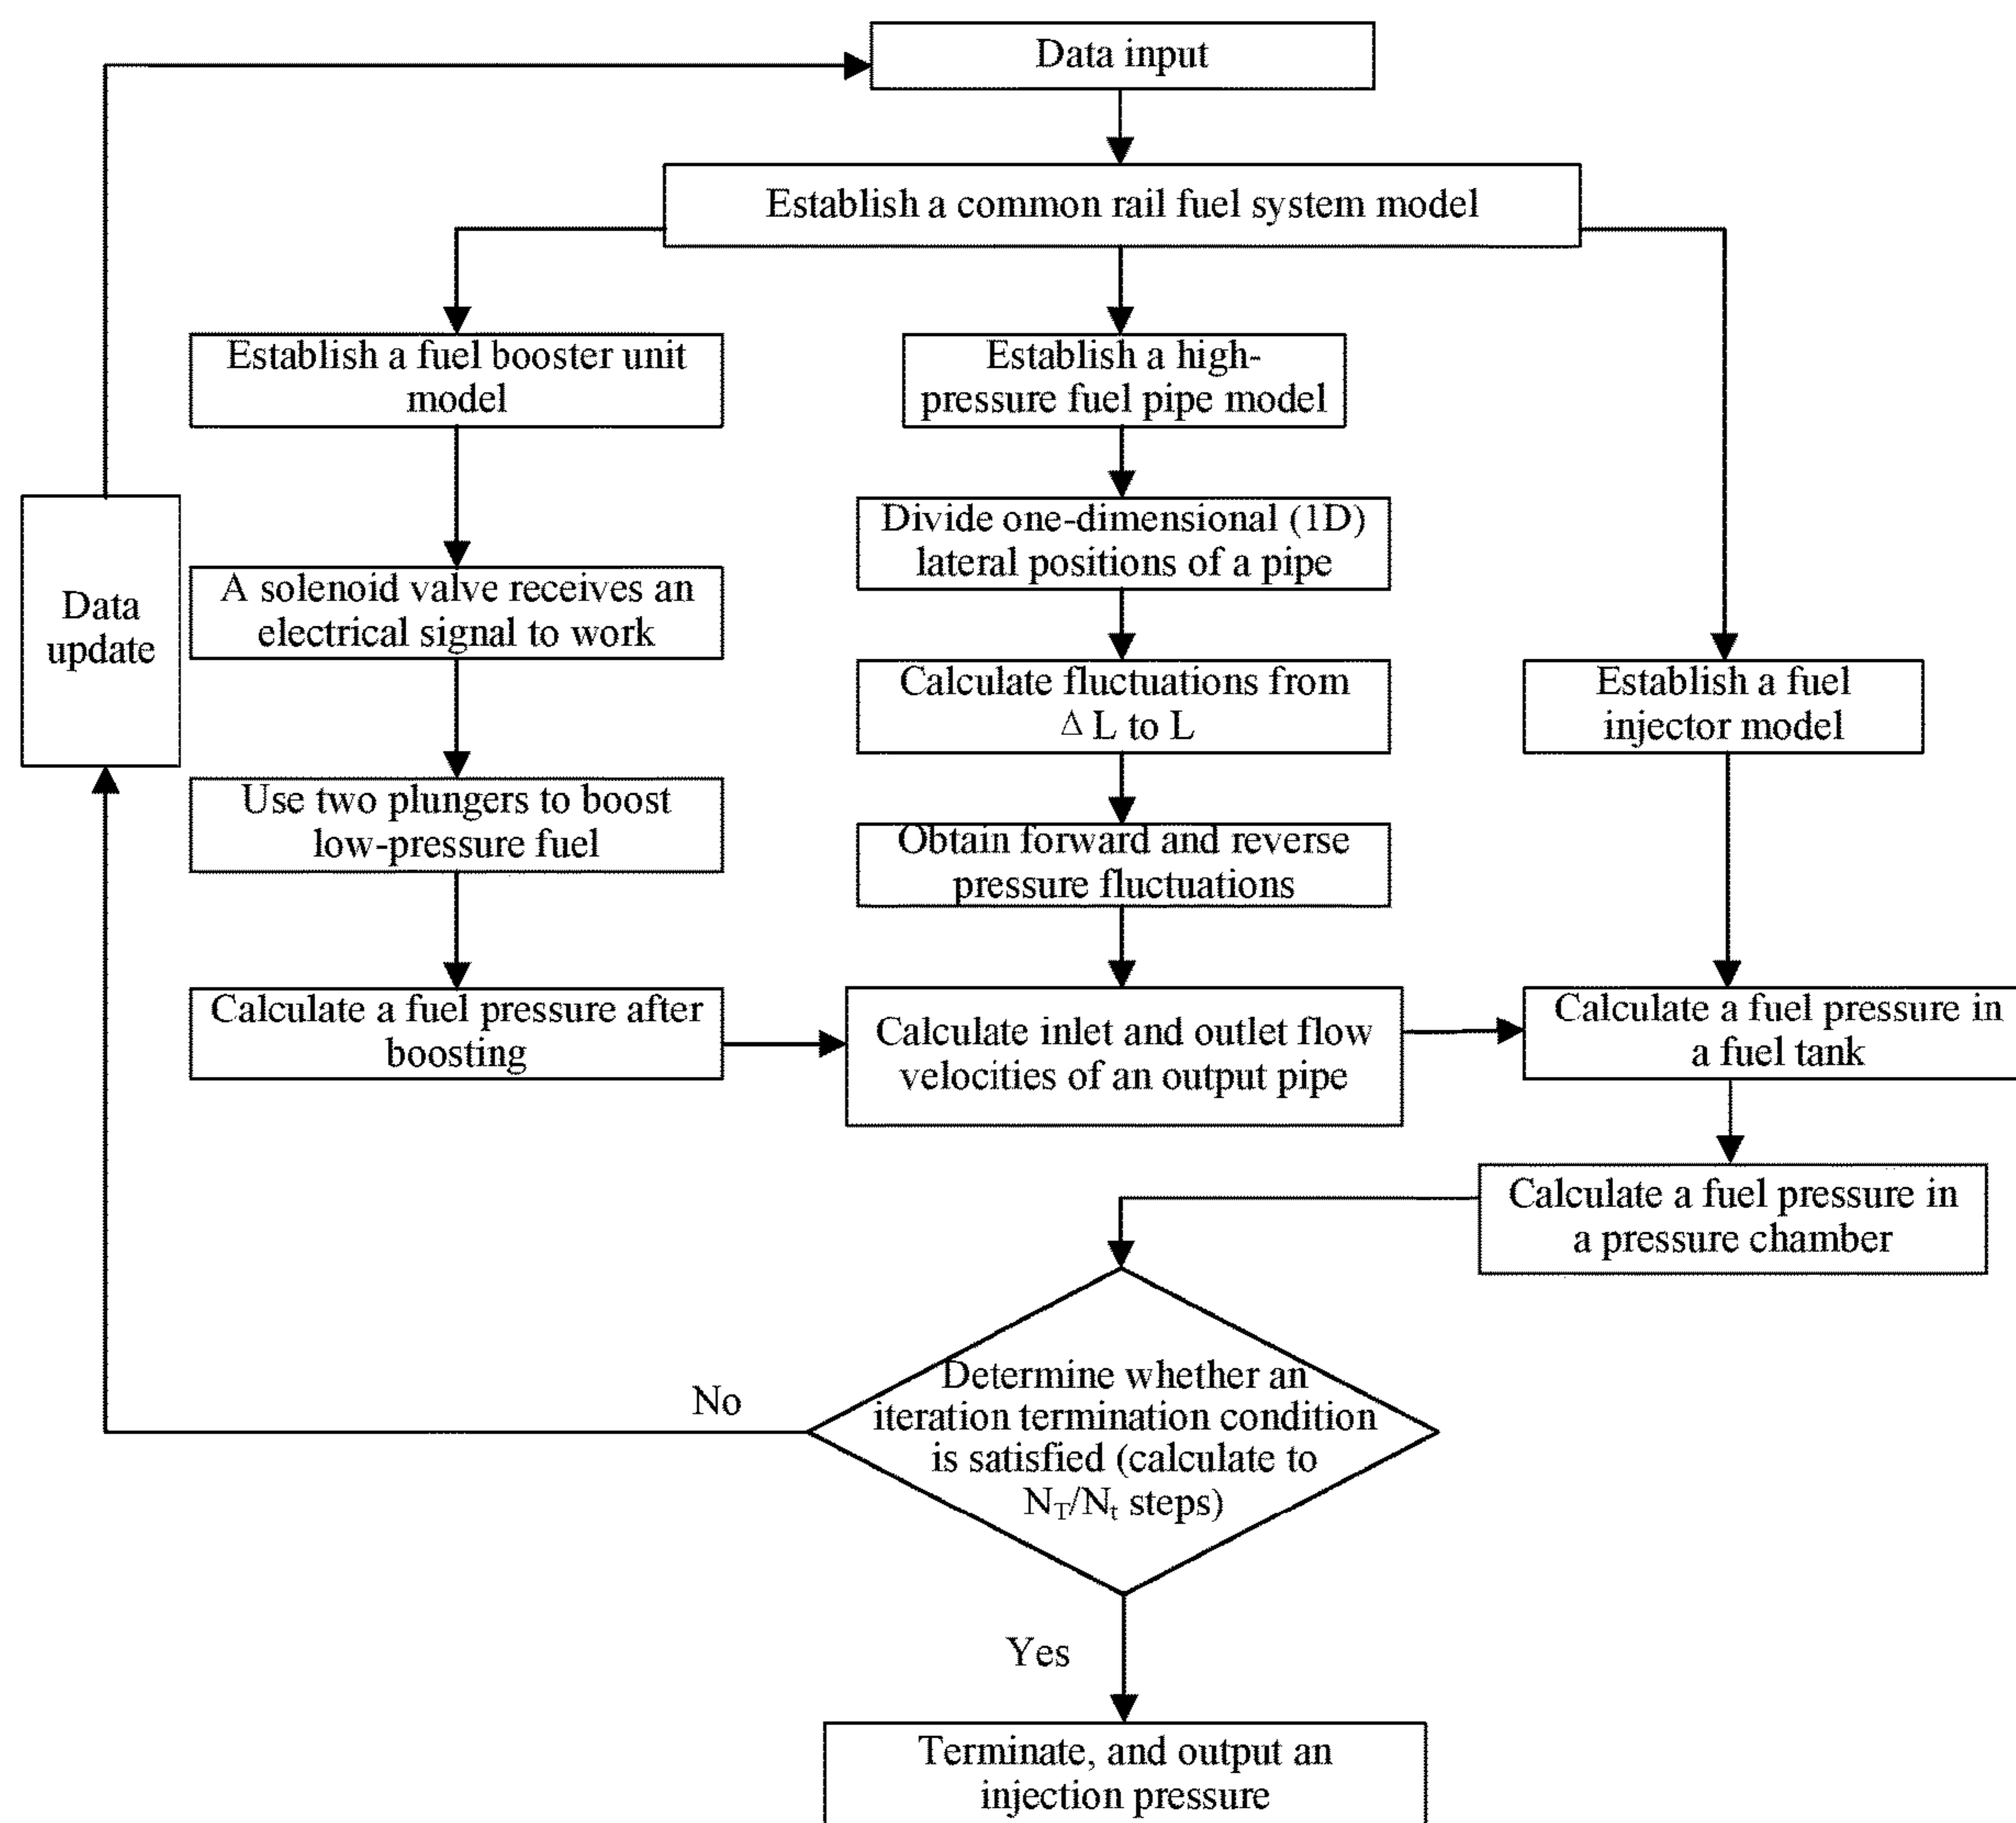 Data input
Establish a common rail fuel system model
Establish a fuel booster unit
model
Establish a high-
pressure fuel pipe model
Divide one-dimensional (1D)
lateral positions of a pipe
Data
update
A solenoid valve receives an
electrical signal to work
Calculate fluctuations from
Δ L to L
Establish a fuel
injector model
Use two plungers to boost
low-pressure fuel
Obtain forward and reverse
pressure fluctuations
Calculate a fuel pressure after
boosting
Calculate inlet and outlet flow
velocities of an output pipe
Calculate a fuel pressure in
a fuel tank
Calculate a fuel pressure in
a pressure chamber
Determine whether an
iteration termination condition
is satisfied (calculate to
N_T/N_t steps)
No
Yes
Terminate, and output an
injection pressure